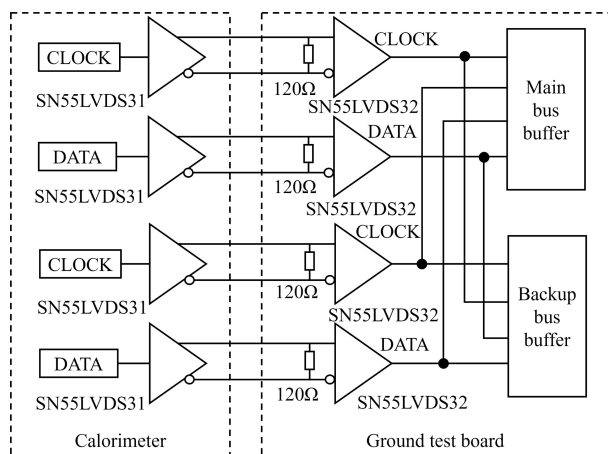 CLOCK
SN55LVDS31
120Ω
CLOCK
SN55LVDS32
DATA
SN55LVDS31
120Ω
DATA
SN55LVDS32
CLOCK
SN55LVDS31
120Ω
CLOCK
SN55LVDS32
DATA
SN55LVDS31
120Ω
DATA
SN55LVDS32
Main
bus
buffer
Backup
bus
buffer
Calorimeter
Ground test board